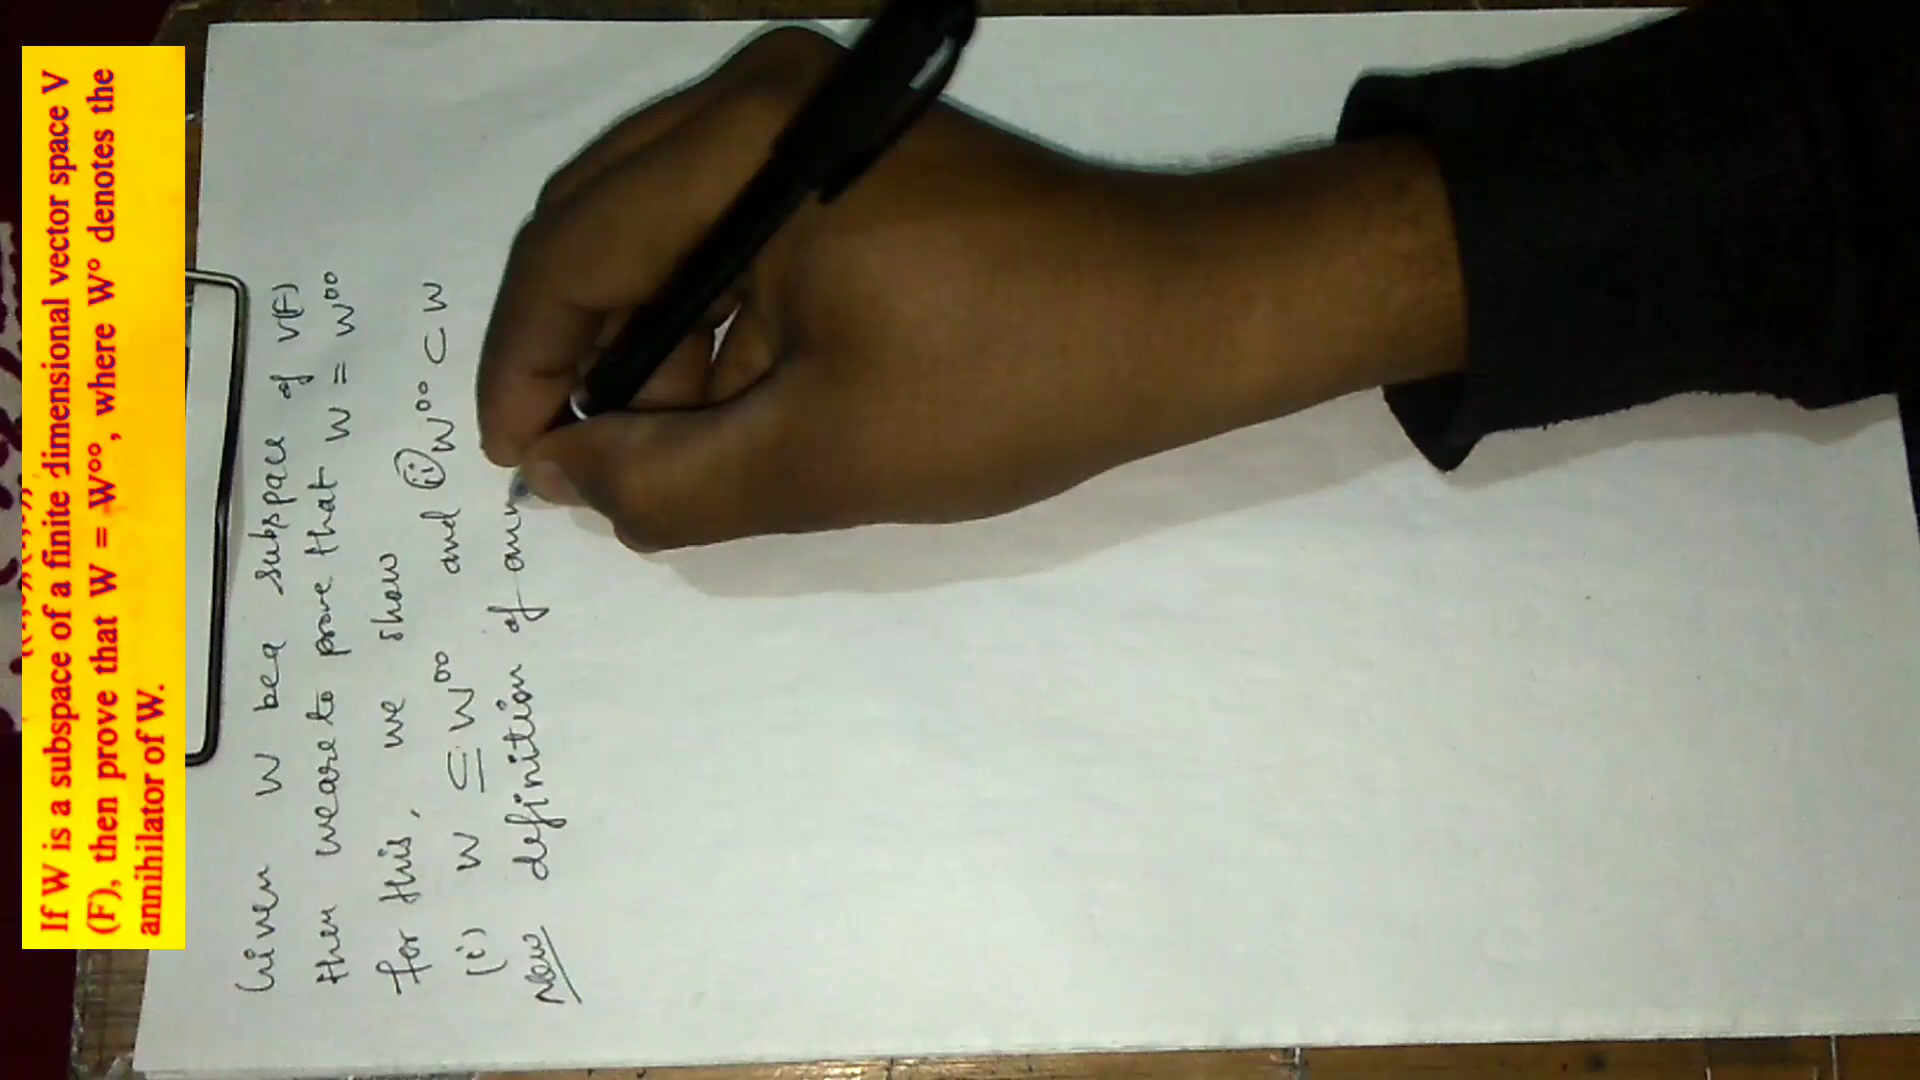 If W is a subspace of a finite dimensional vector space V
(F), then prove that W = W°°, where W° denotes the
annihilator of W.
Given W be a subspace of V(F)
then we are to prove that W = W°°
for this, we show
(i) W ⊆ W°° and (ii) W°° ⊂ W
Now definition of ann